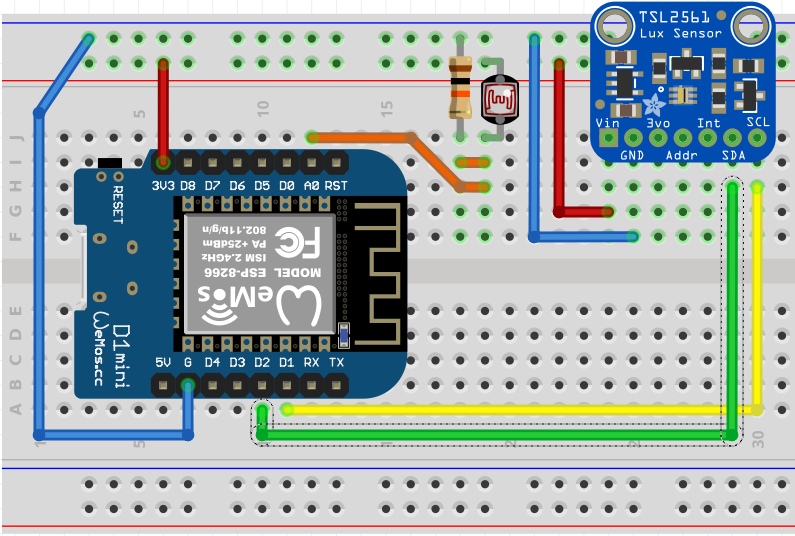 TSL2561
Lux Sensor
Vin 3vo Int SCL
GND Addr SDA
5 10 15
J
I
H
G
F
E
D
C
B
A
3V3 D8 D7 D6 D5 D0 A0 RST
RESET
MODEL ESP-8266
ISM 2.4GHz
PA +25dBm
802.11b/g/n
FC
WeMos
D1mini
WeMos.cc
5V G D4 D3 D2 D1 RX TX
5
30